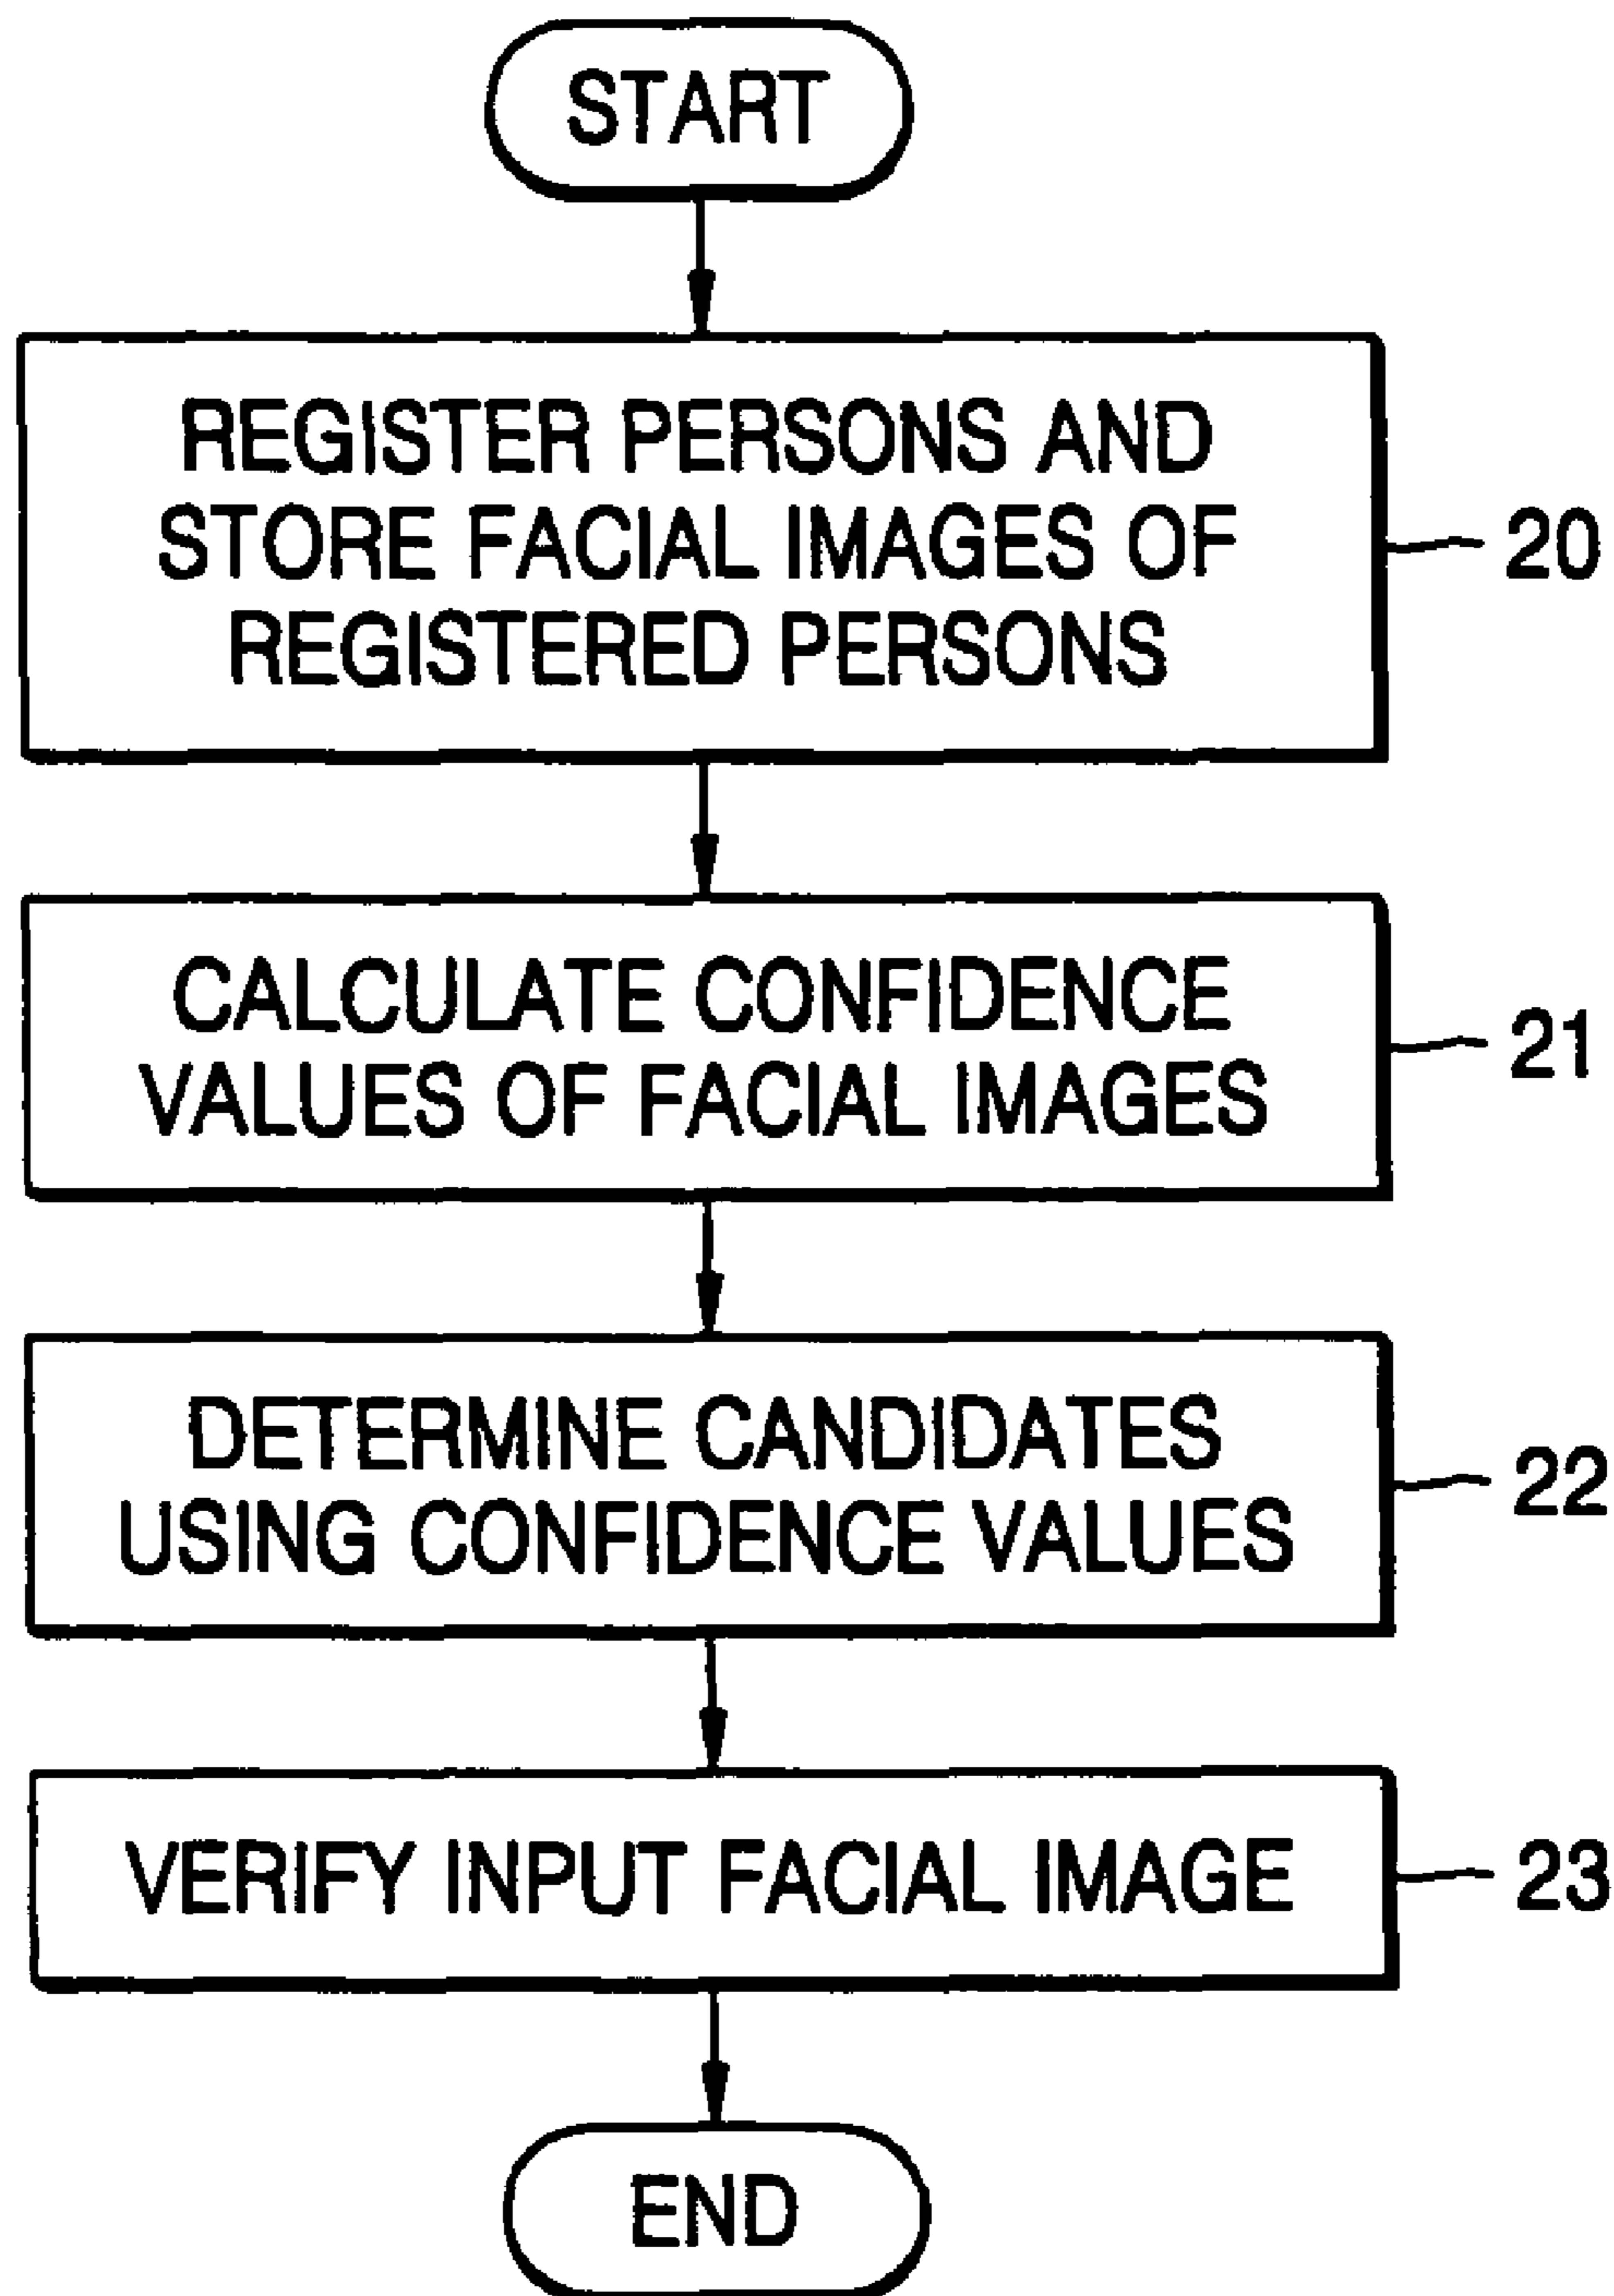 START
REGISTER PERSONS AND
STORE FACIAL IMAGES OF
REGISTERED PERSONS
20
CALCULATE CONFIDENCE
VALUES OF FACIAL IMAGES
21
DETERMINE CANDIDATES
USING CONFIDENCE VALUES
22
VERIFY INPUT FACIAL IMAGE
23
END